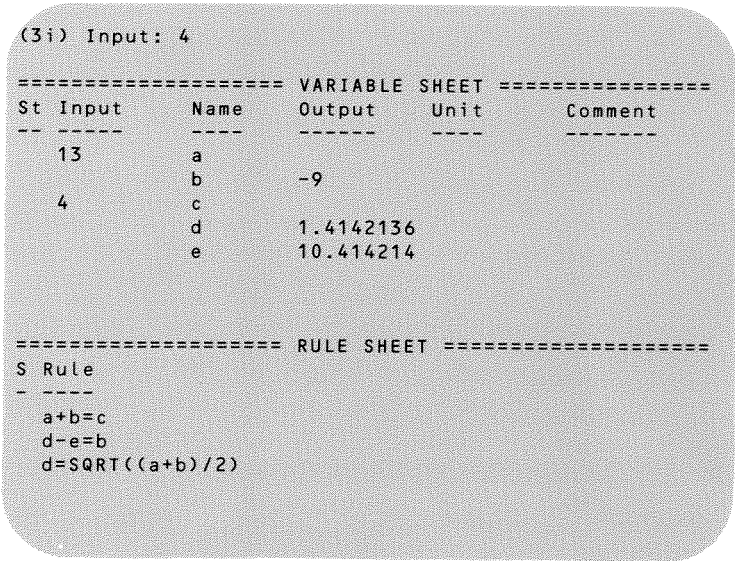 (3i) Input: 4
==================== VARIABLE SHEET ================
St Input Name Output Unit Comment
-- ----- ---- ------ ---- -------
13 a
b -9
4 c
d 1.4142136
e 10.414214
==================== RULE SHEET ====================
S Rule
- ----
a+b=c
d-e=b
d=SQRT((a+b)/2)